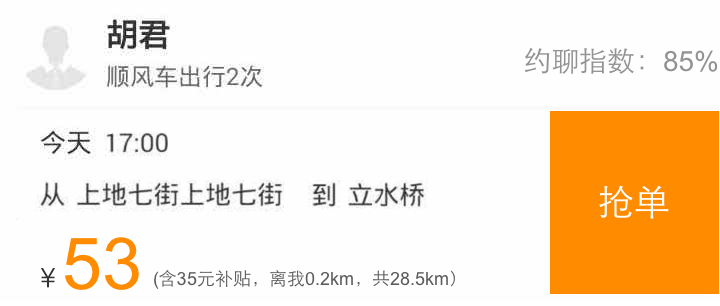 胡君
顺风车出行2次
约聊指数：85%
今天 17:00
从 上地七街上地七街 到 立水桥
抢单
¥53 (含35元补贴，离我0.2km，共28.5km)